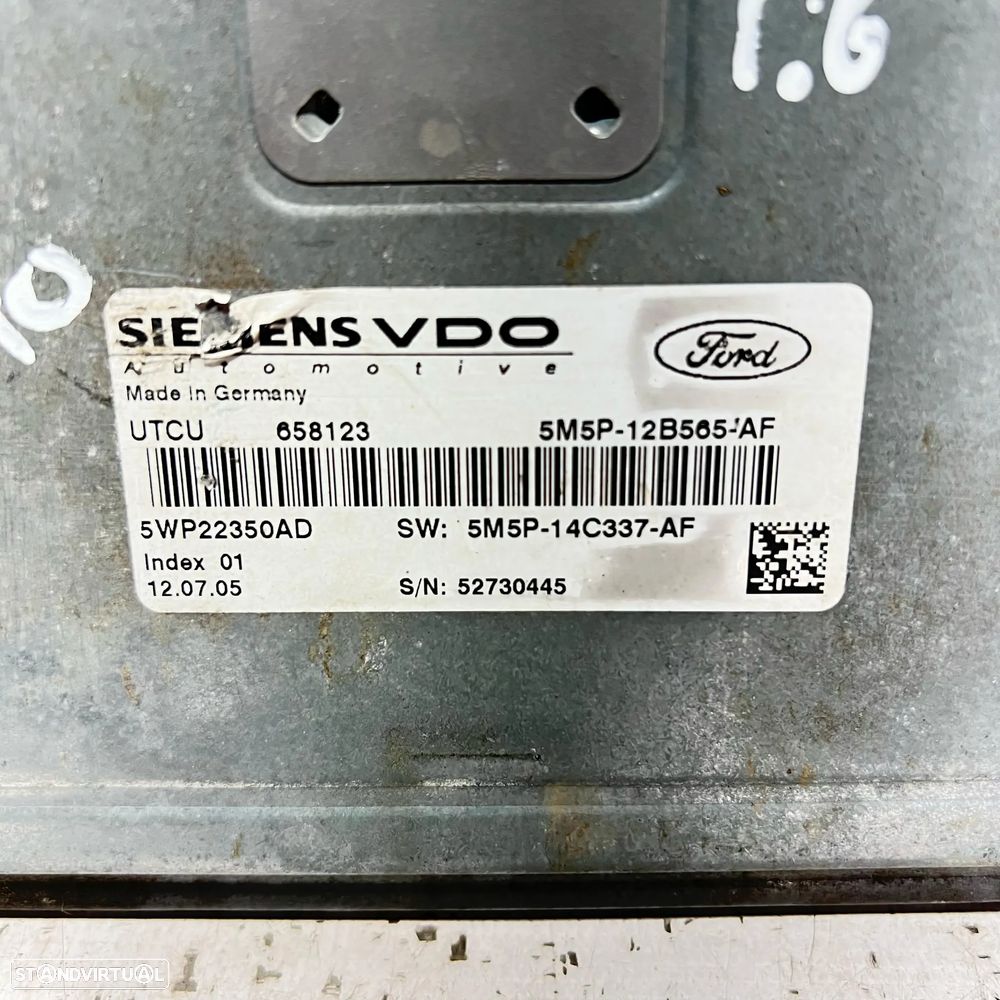 1.6
10
SIEMENS VDO
Automotive
Ford
Made in Germany
UTCU 658123 5M5P-12B565-AF
5WP22350AD SW: 5M5P-14C337-AF
Index 01
12.07.05 S/N: 52730445
STANDVIRTUAL